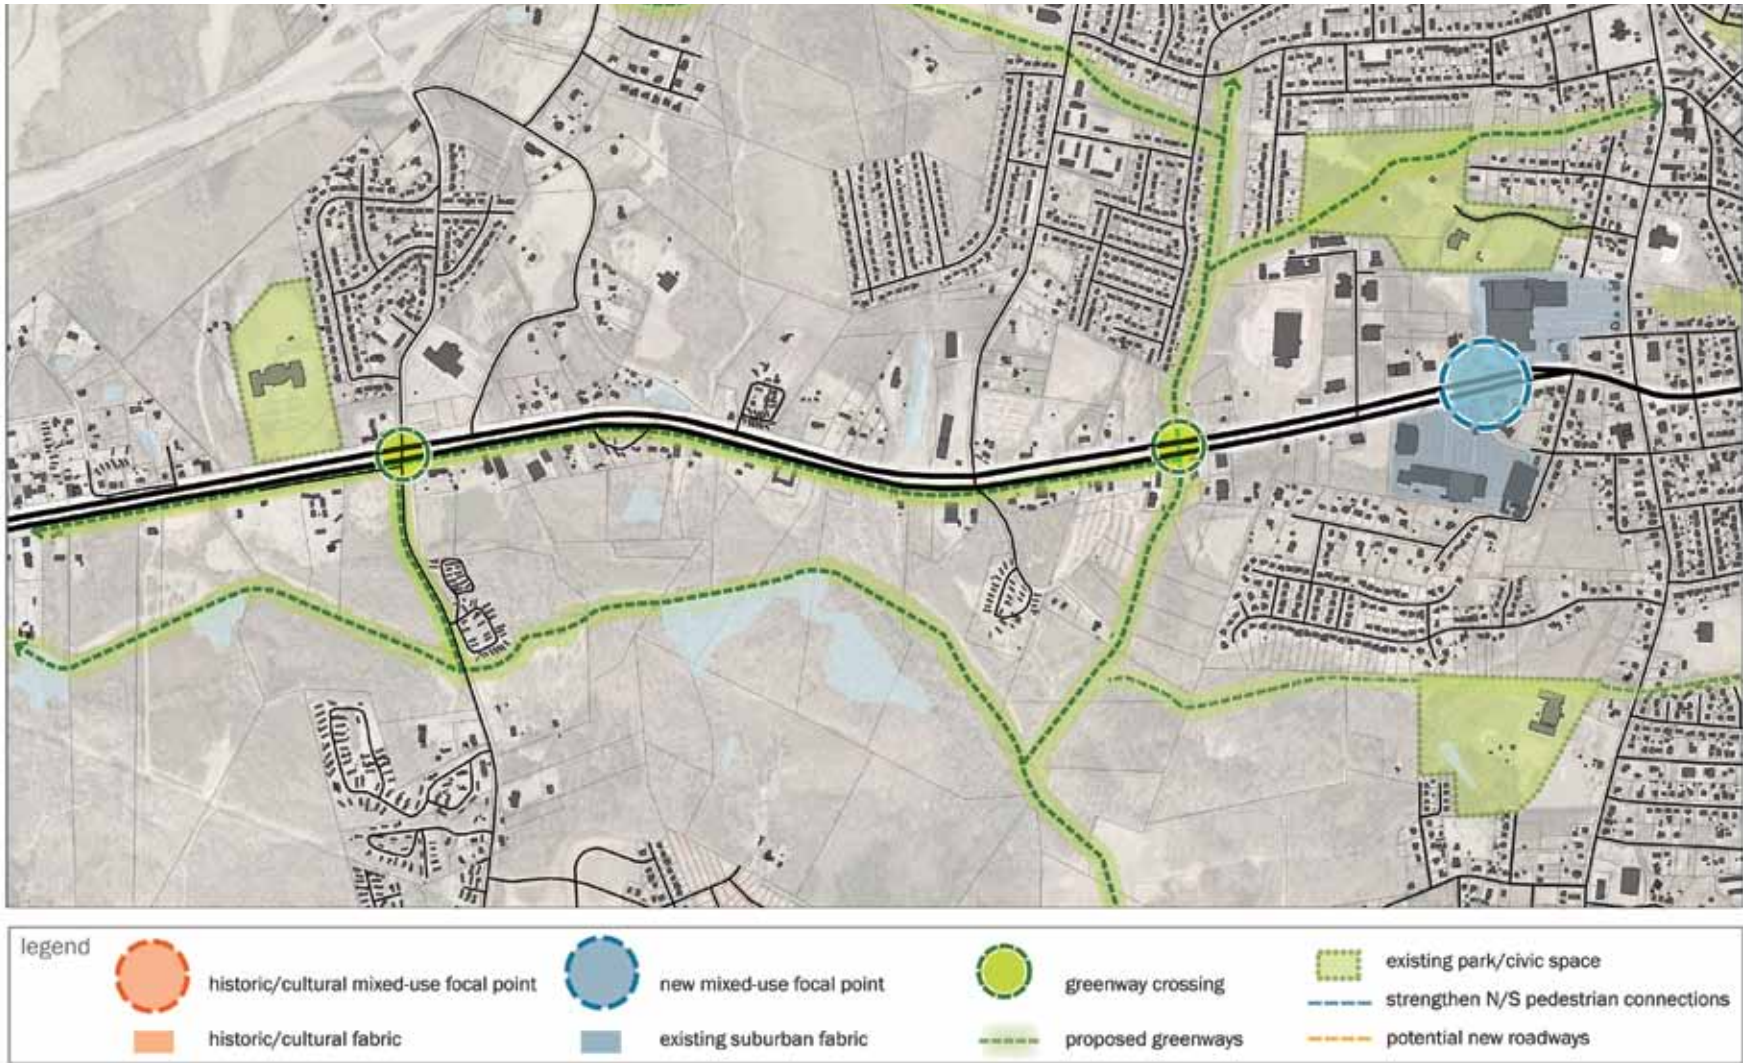 legend
historic/cultural mixed-use focal point
new mixed-use focal point
greenway crossing
existing park/civic space
strengthen N/S pedestrian connections
historic/cultural fabric
existing suburban fabric
proposed greenways
potential new roadways